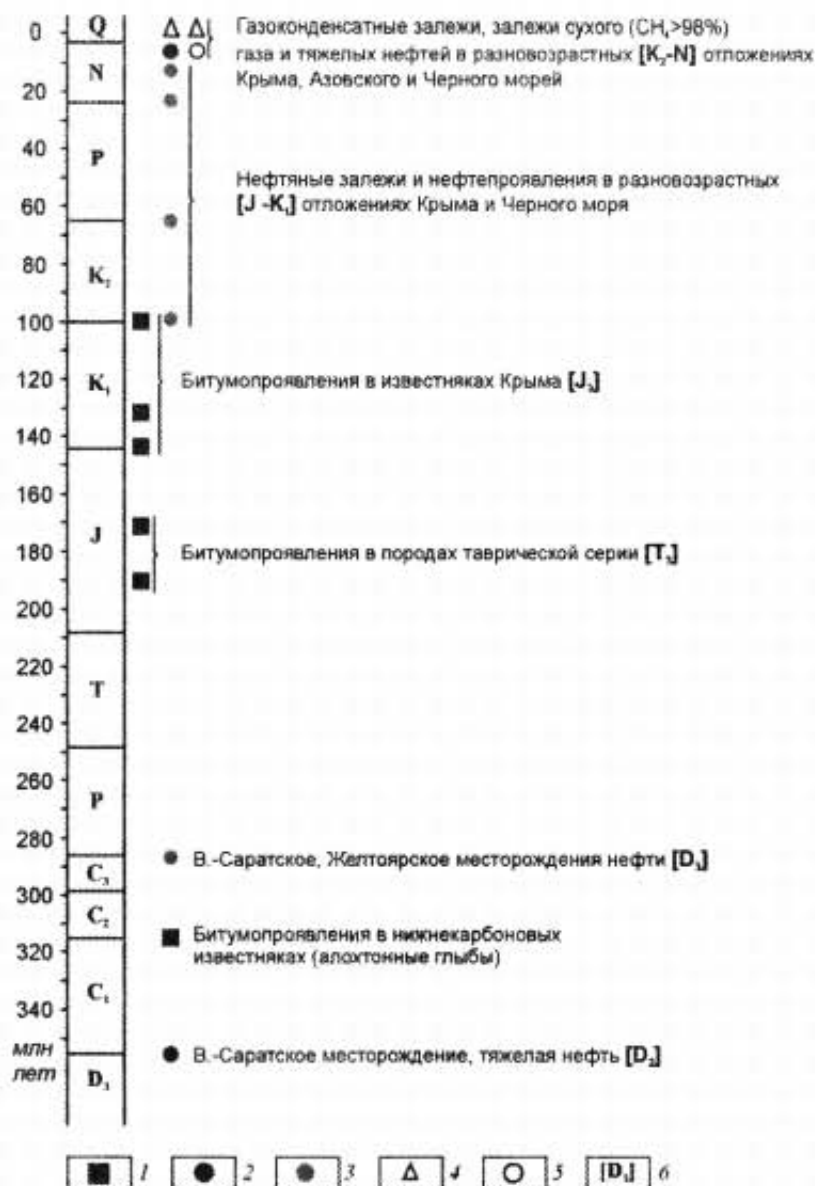 0 Q Газоконденсатные залежи, залежи сухого (CH₄>98%)
газа и тяжелых нефтей в разновозрастных [K₂-N] отложениях
N Крыма, Азовского и Черного морей
20
40
P
Нефтяные залежи и нефтепроявления в разновозрастных
60 [J -K₁] отложениях Крыма и Черного моря
80 K₂
100
120 K₁ Битумопроявления в известняках Крыма [J₃]
140
160
J
180 Битумопроявления в породах таврической серии [T₃]
200
220
T
240
260
P
280
В.-Саратское, Желтоярское месторождения нефти
C₃
300
C₂ Битумопроявления в нижнекарбоновых
320 известняках (алохтонные глыбы)
C₁
340
млн В.-Саратское месторождение, тяжелая нефть [D₂]
лет D₃
1 2 3 4 5 6